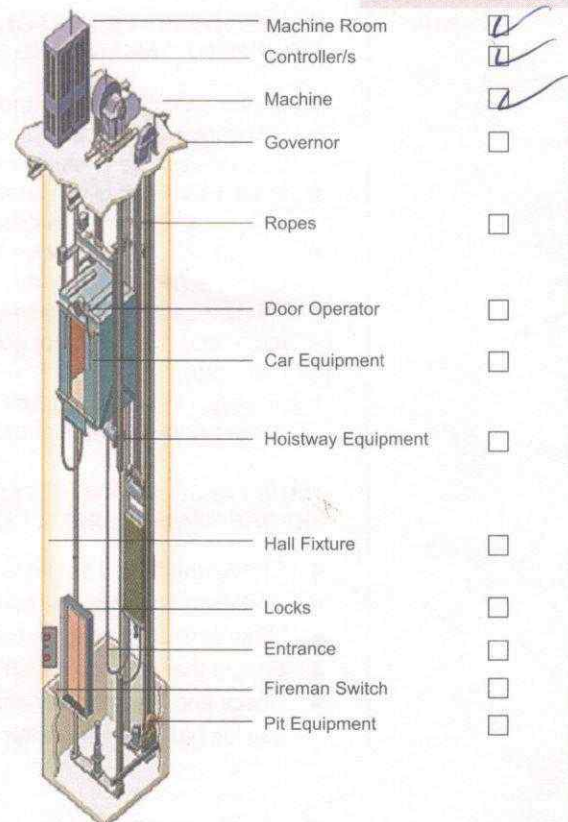 Machine Room
Controller/s
Machine
Governor
Ropes
Door Operator
Car Equipment
Hoistway Equipment
Hall Fixture
Locks
Entrance
Fireman Switch
Pit Equipment